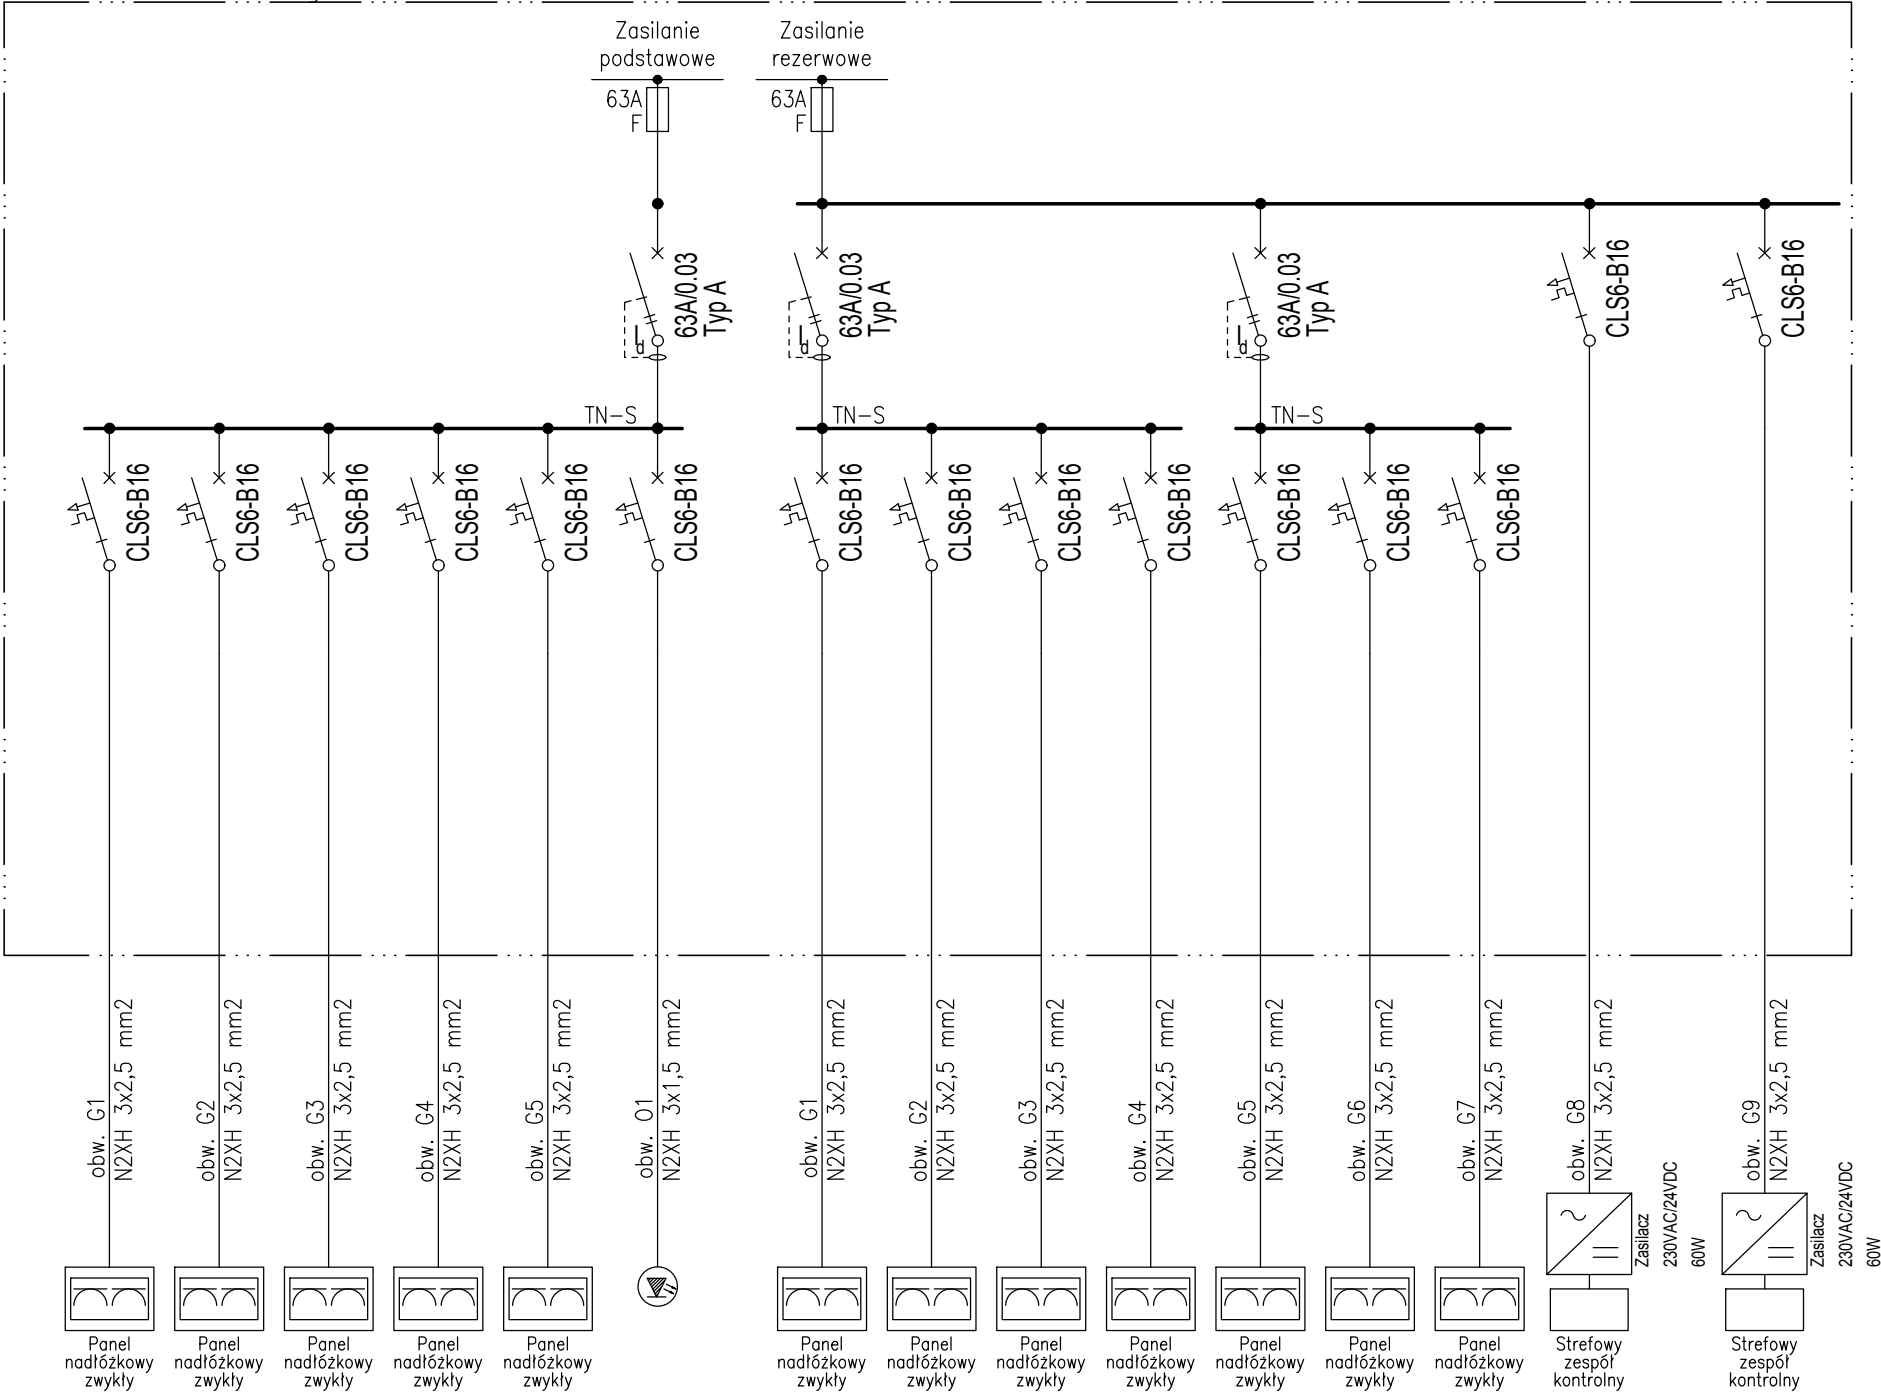 Zasilanie
podstawowe
Zasilanie
rezerwowe
63A
F
63A
F
63A/0.03
Typ A
Id
63A/0.03
Typ A
Id
63A/0.03
Typ A
Id
CLS6-B16
CLS6-B16
TN-S
TN-S
TN-S
CLS6-B16
CLS6-B16
CLS6-B16
CLS6-B16
CLS6-B16
CLS6-B16
CLS6-B16
CLS6-B16
CLS6-B16
CLS6-B16
CLS6-B16
CLS6-B16
CLS6-B16
obw. G1
N2XH 3x2,5 mm2
obw. G2
N2XH 3x2,5 mm2
obw. G3
N2XH 3x2,5 mm2
obw. G4
N2XH 3x2,5 mm2
obw. G5
N2XH 3x2,5 mm2
obw. O1
N2XH 3x1,5 mm2
obw. G1
N2XH 3x2,5 mm2
obw. G2
N2XH 3x2,5 mm2
obw. G3
N2XH 3x2,5 mm2
obw. G4
N2XH 3x2,5 mm2
obw. G5
N2XH 3x2,5 mm2
obw. G6
N2XH 3x2,5 mm2
obw. G7
N2XH 3x2,5 mm2
obw. G8
N2XH 3x2,5 mm2
obw. G9
N2XH 3x2,5 mm2
Zasilacz
230VAC/24VDC
60W
Zasilacz
230VAC/24VDC
60W
Panel
nadłóżkowy
zwykły
Panel
nadłóżkowy
zwykły
Panel
nadłóżkowy
zwykły
Panel
nadłóżkowy
zwykły
Panel
nadłóżkowy
zwykły
Panel
nadłóżkowy
zwykły
Panel
nadłóżkowy
zwykły
Panel
nadłóżkowy
zwykły
Panel
nadłóżkowy
zwykły
Panel
nadłóżkowy
zwykły
Panel
nadłóżkowy
zwykły
Panel
nadłóżkowy
zwykły
Strefowy
zespół
kontrolny
Strefowy
zespół
kontrolny